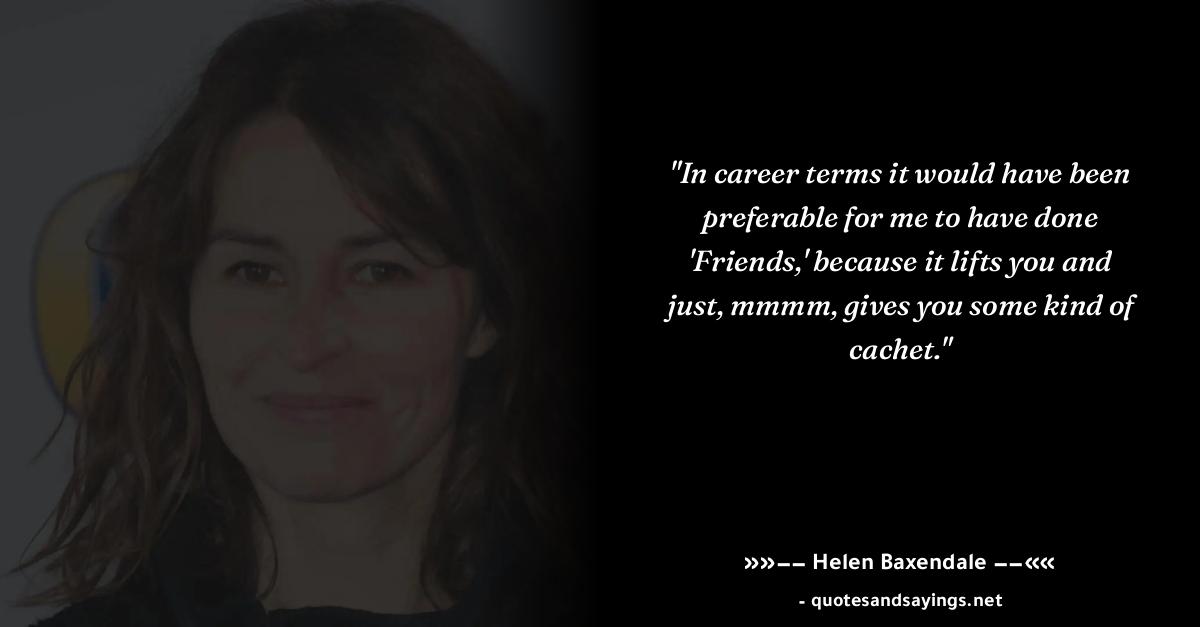 "In career terms it would have been
preferable for me to have done
'Friends,' because it lifts you and
just, mmmm, gives you some kind of
cachet."
»»−− Helen Baxendale −−««
- quotesandsayings.net